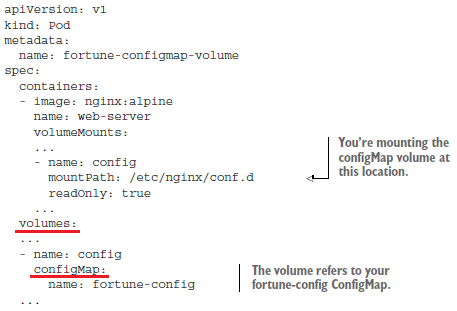 apiVersion: v1
kind: Pod
metadata:
  name: fortune-configmap-volume
spec:
  containers:
  - image: nginx:alpine
    name: web-server
    volumeMounts:
    ...
    - name: config
      mountPath: /etc/nginx/conf.d
      readOnly: true
    ...
  volumes:
  ...
  - name: config
    configMap:
      name: fortune-config
  ...
You're mounting the
configMap volume at
this location.
The volume refers to your
fortune-config ConfigMap.